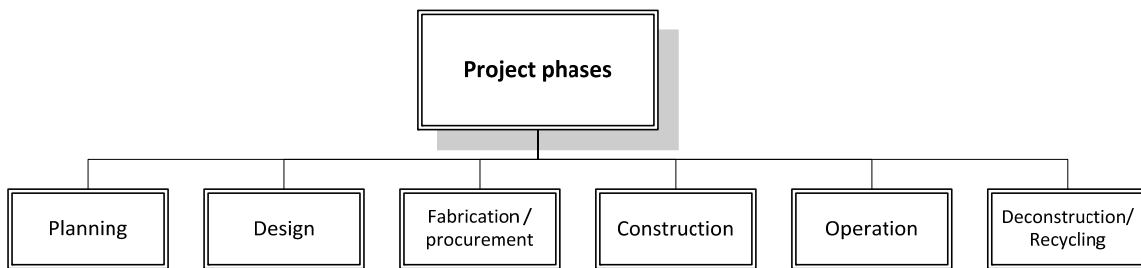 Project phases
Planning
Design
Fabrication /
procurement
Construction
Operation
Deconstruction/
Recycling